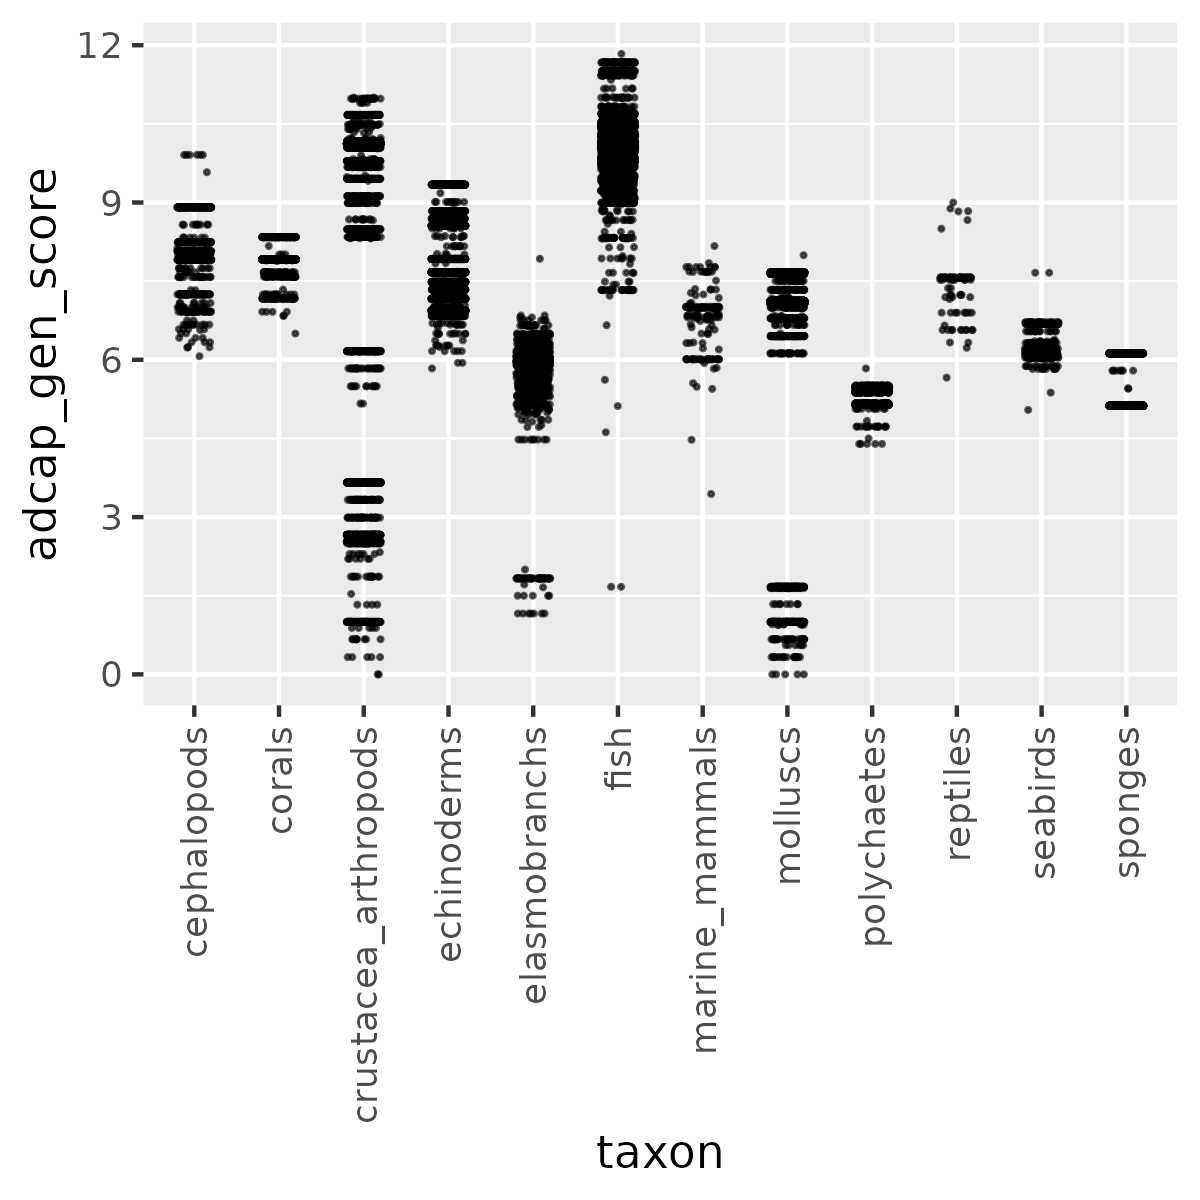 adcap_gen_score
12
9
6
3
0
cephalopods
corals
crustacea_arthropods
echinoderms
elasmobranchs
fish
marine_mammals
molluscs
polychaetes
reptiles
seabirds
sponges
taxon